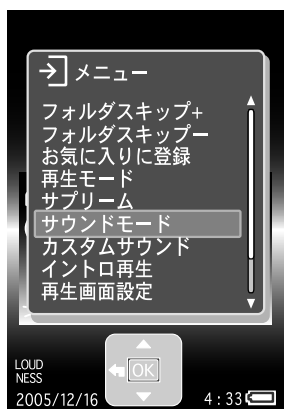 メニュー
フォルダスキップ+
フォルダスキップー
お気に入りに登録
再生モード
サプリーム
サウンドモード
カスタムサウンド
イントロ再生
再生画面設定
LOUD
NESS
OK
2005/12/16
4:33